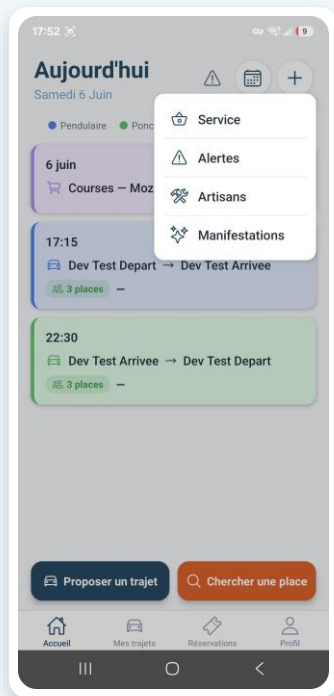 17:52
9
Aujourd'hui
Samedi 6 Juin
Pendulaire Ponc
Service
Alertes
Artisans
Manifestations
6 juin
Courses — Moz
17:15
Dev Test Depart → Dev Test Arrivee
3 places —
22:30
Dev Test Arrivee → Dev Test Depart
3 places —
Proposer un trajet
Chercher une place
Accueil Mes trajets Réservations Profil